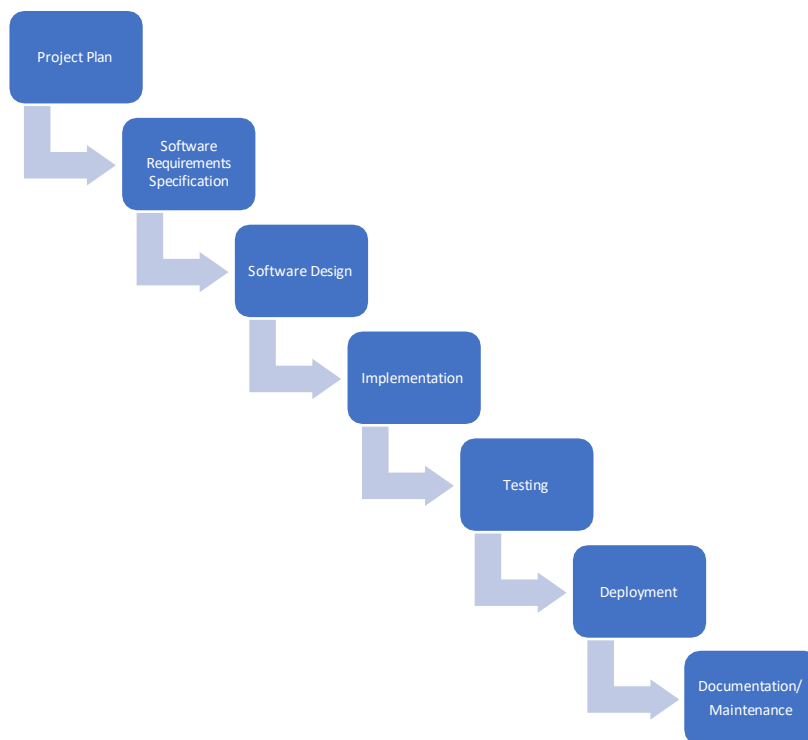 Project Plan
Software
Requirements
Specification
Software Design
Implementation
Testing
Deployment
Documentation/
Maintenance